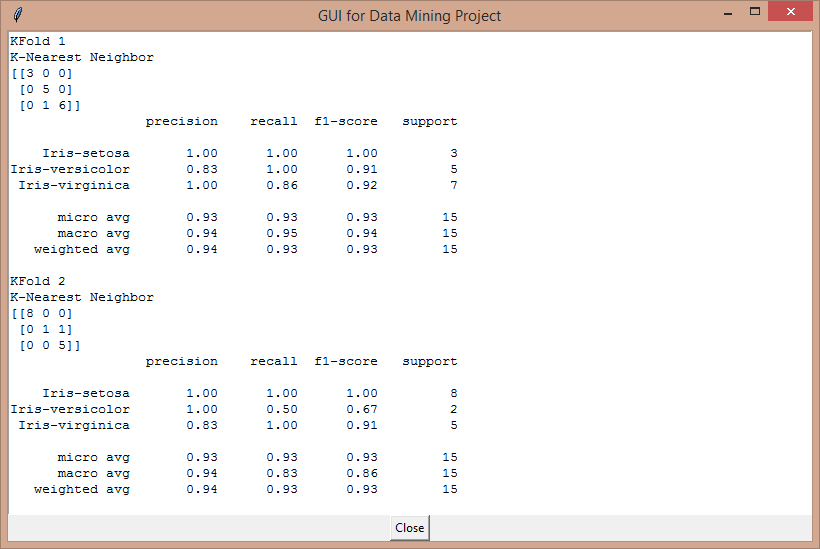 GUI for Data Mining Project
KFold 1
K-Nearest Neighbor
[[3 0 0]
 [0 5 0]
 [0 1 6]]
                 precision    recall  f1-score   support

    Iris-setosa       1.00      1.00      1.00         3
Iris-versicolor       0.83      1.00      0.91         5
 Iris-virginica       1.00      0.86      0.92         7

      micro avg       0.93      0.93      0.93        15
      macro avg       0.94      0.95      0.94        15
   weighted avg       0.94      0.93      0.93        15

KFold 2
K-Nearest Neighbor
[[8 0 0]
 [0 1 1]
 [0 0 5]]
                 precision    recall  f1-score   support

    Iris-setosa       1.00      1.00      1.00         8
Iris-versicolor       1.00      0.50      0.67         2
 Iris-virginica       0.83      1.00      0.91         5

      micro avg       0.93      0.93      0.93        15
      macro avg       0.94      0.83      0.86        15
   weighted avg       0.94      0.93      0.93        15

Close